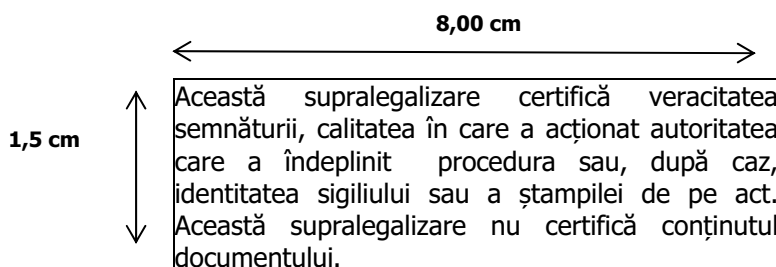 8,00 cm
1,5 cm
Această supralegalizare certifică veracitatea
semnăturii, calitatea în care a acționat autoritatea
care a îndeplinit procedura sau, după caz,
identitatea sigiliului sau a ștampilei de pe act.
Această supralegalizare nu certifică conținutul
documentului.